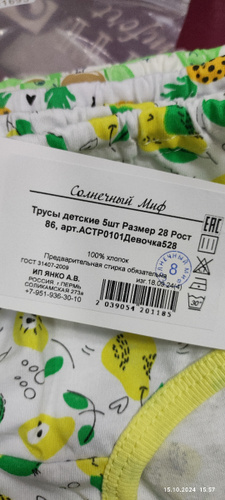 Солнечный Миф
Трусы детские 5шт Размер 28 Рост
86, арт.АСТР0101Девочка528
100% хлопок
Предварительная стирка обязательна
ГОСТ 31407-2009
ИП ЯНКО А.В.
РОССИЯ, г ПЕРМЬ
СОЛИКАМСКАЯ 273а
+7-951-936-30-10
8
2 039054 201185
15.10.2024 15:57